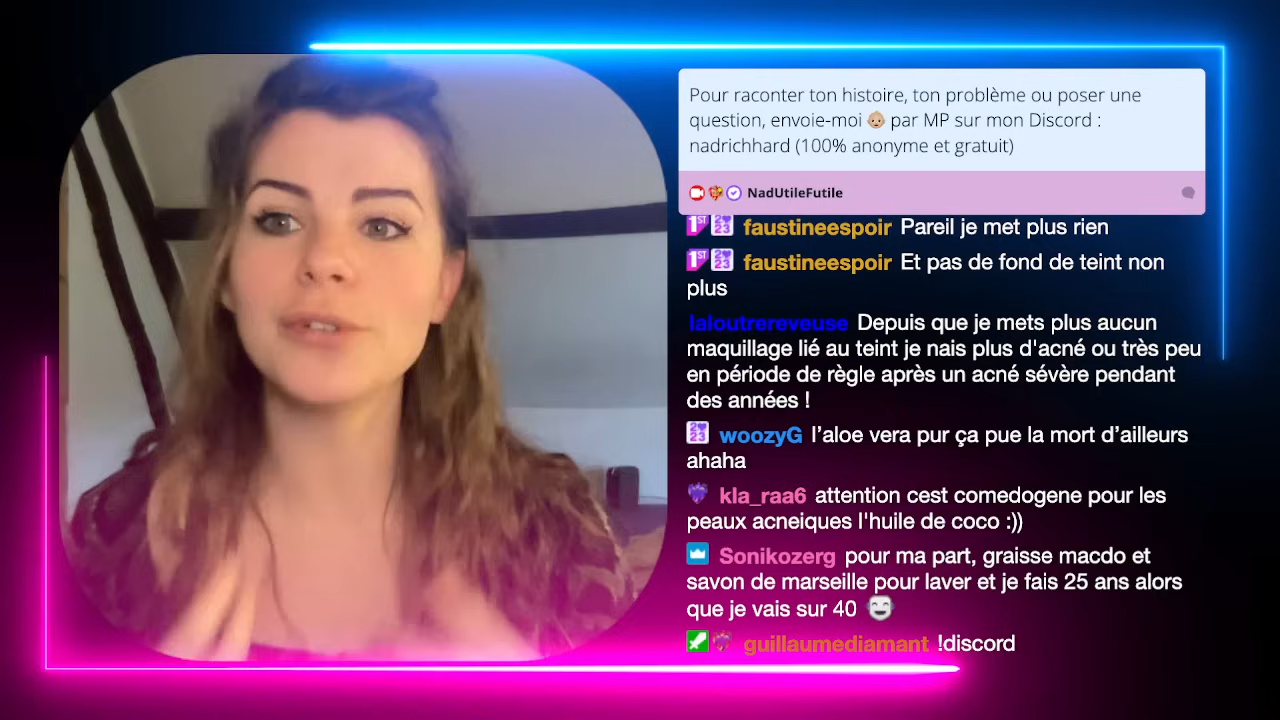 Pour raconter ton histoire, ton problème ou poser une
question, envoie-moi 👶🏼 par MP sur mon Discord :
nadrichhard (100% anonyme et gratuit)
NadUtileFutile
1ST 2023 faustineespoir Pareil je met plus rien
1ST 2023 faustineespoir Et pas de fond de teint non
plus
laloutrereveuse Depuis que je mets plus aucun
maquillage lié au teint je nais plus d'acné ou très peu
en période de règle après un acné sévère pendant
des années !
2023 woozyG l’aloe vera pur ça pue la mort d’ailleurs
ahaha
kla_raa6 attention cest comedogene pour les
peaux acneiques l'huile de coco :))
Sonikozerg pour ma part, graisse macdo et
savon de marseille pour laver et je fais 25 ans alors
que je vais sur 40
guillaumediamant !discord